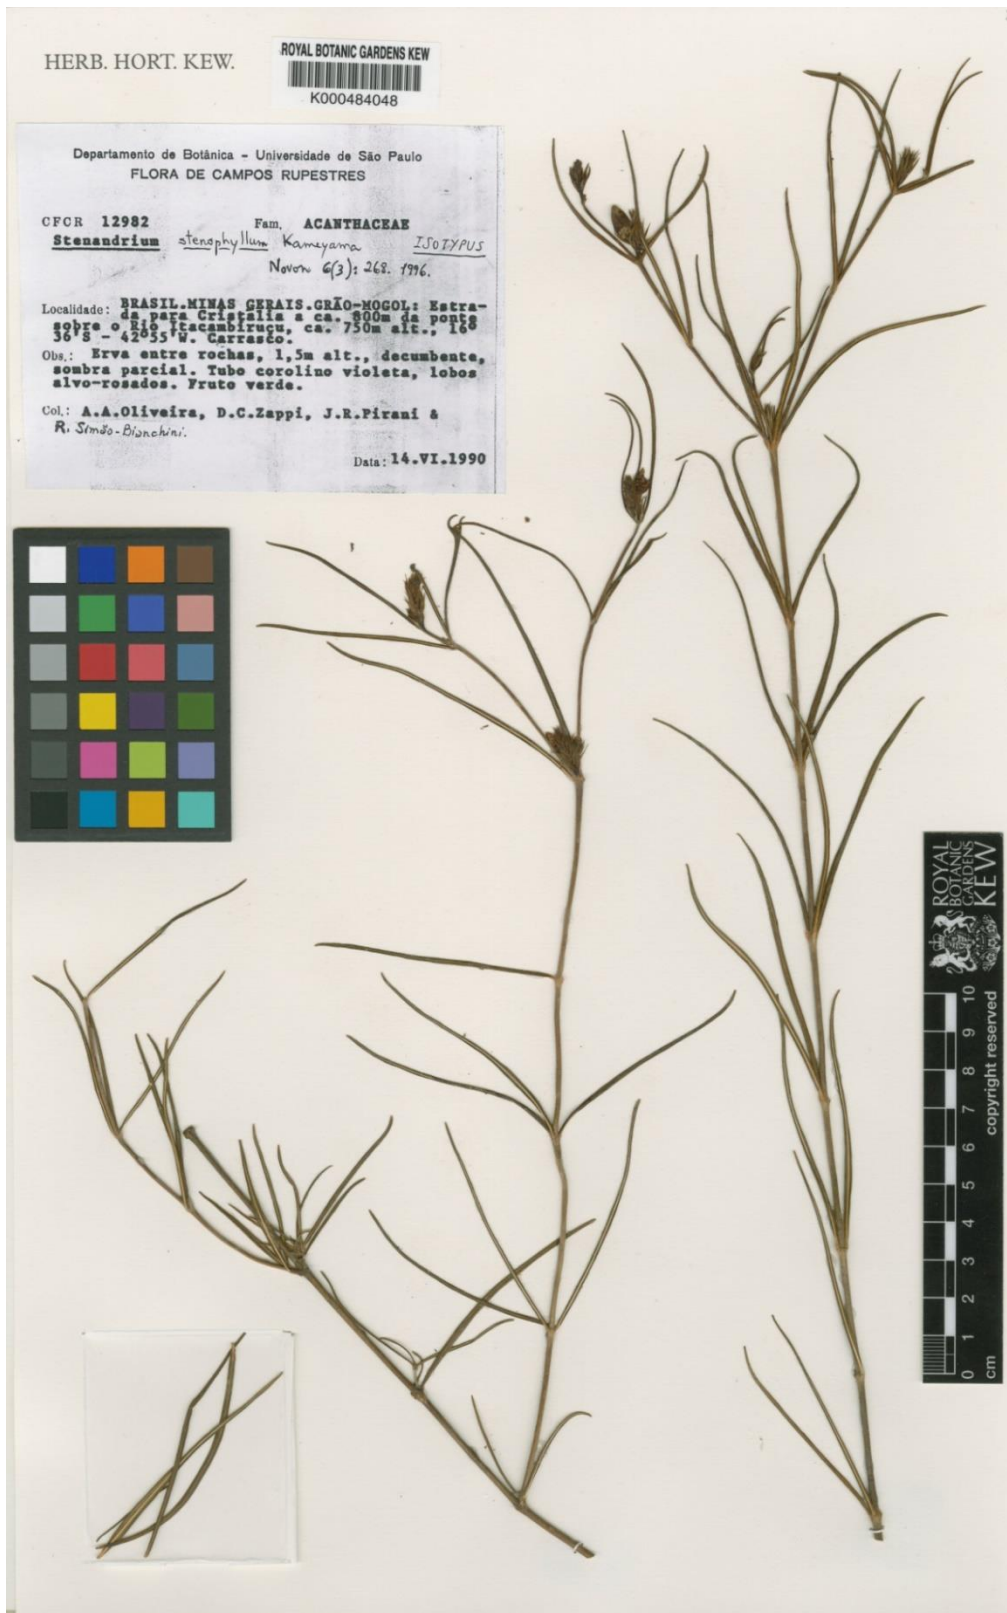 HERB. HORT. KEW.
ROYAL BOTANIC GARDENS KEW
K000484048
Departamento de Botânica - Universidade de São Paulo
FLORA DE CAMPOS RUPESTRES
CFCR 12982 Fam. ACANTHACEAE
Stenandrium stenophyllum Kameyama ISOTYPUS
Novon 6(3): 268. 1996.
Localidade: BRASIL.MINAS GERAIS.GRÃO-MOGOL: Estra-
da para Cristalia a ca. 800m da ponte
sobre o Rio Itacambiruçu, ca. 750m alt., 16º
36'S - 42º55'W. Carrasco.
Obs.: Erva entre rochas, 1,5m alt., decumbente,
sombra parcial. Tubo corolino violeta, lobos
alvo-rosados. Fruto verde.
Col.: A.A.Oliveira, D.C.Zappi, J.R.Pirani &
R. Simão-Bianchini.
Data: 14.VI.1990
ROYAL
BOTANIC
GARDENS
KEW
copyright reserved
10
9
8
7
6
5
4
3
2
1
0
cm